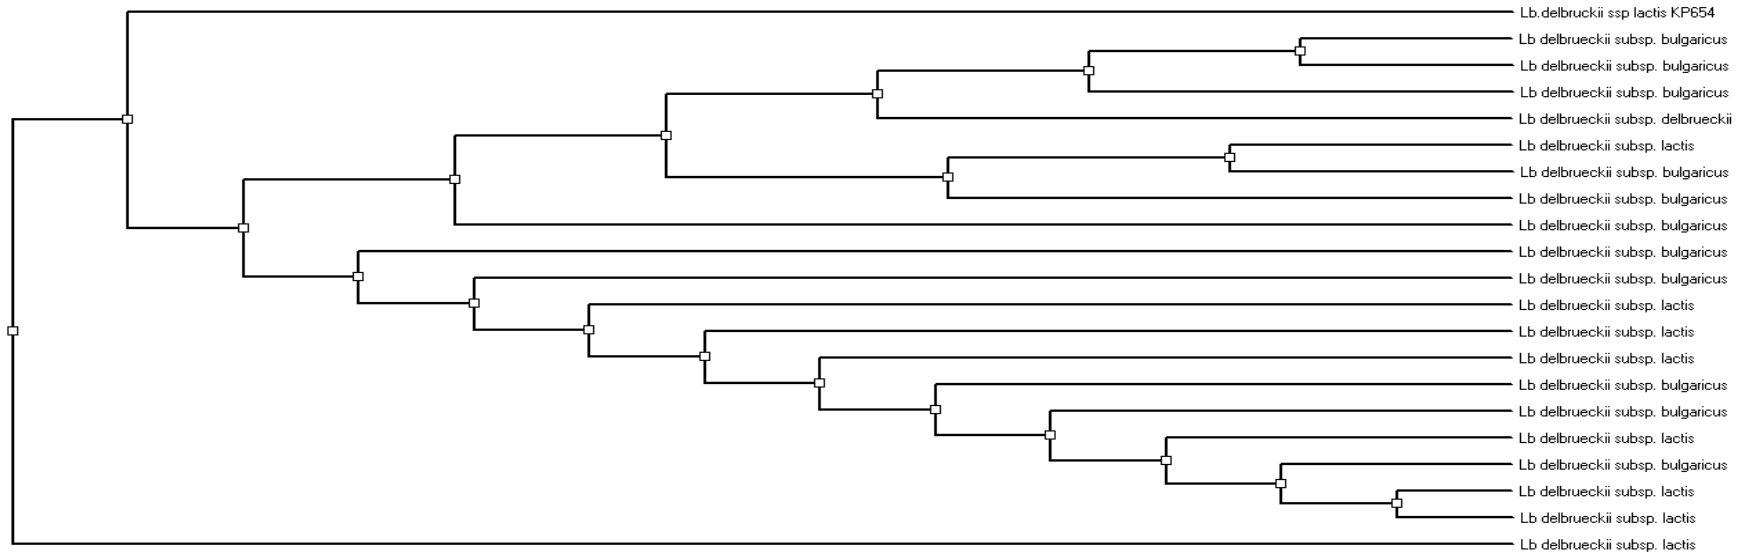 Lb.delbruckii ssp lactis KP654
Lb delbrueckii subsp. bulgaricus
Lb delbrueckii subsp. bulgaricus
Lb delbrueckii subsp. bulgaricus
Lb delbrueckii subsp. delbrueckii
Lb delbrueckii subsp. lactis
Lb delbrueckii subsp. bulgaricus
Lb delbrueckii subsp. bulgaricus
Lb delbrueckii subsp. bulgaricus
Lb delbrueckii subsp. bulgaricus
Lb delbrueckii subsp. bulgaricus
Lb delbrueckii subsp. lactis
Lb delbrueckii subsp. lactis
Lb delbrueckii subsp. lactis
Lb delbrueckii subsp. bulgaricus
Lb delbrueckii subsp. bulgaricus
Lb delbrueckii subsp. lactis
Lb delbrueckii subsp. bulgaricus
Lb delbrueckii subsp. lactis
Lb delbrueckii subsp. lactis
Lb delbrueckii subsp. lactis